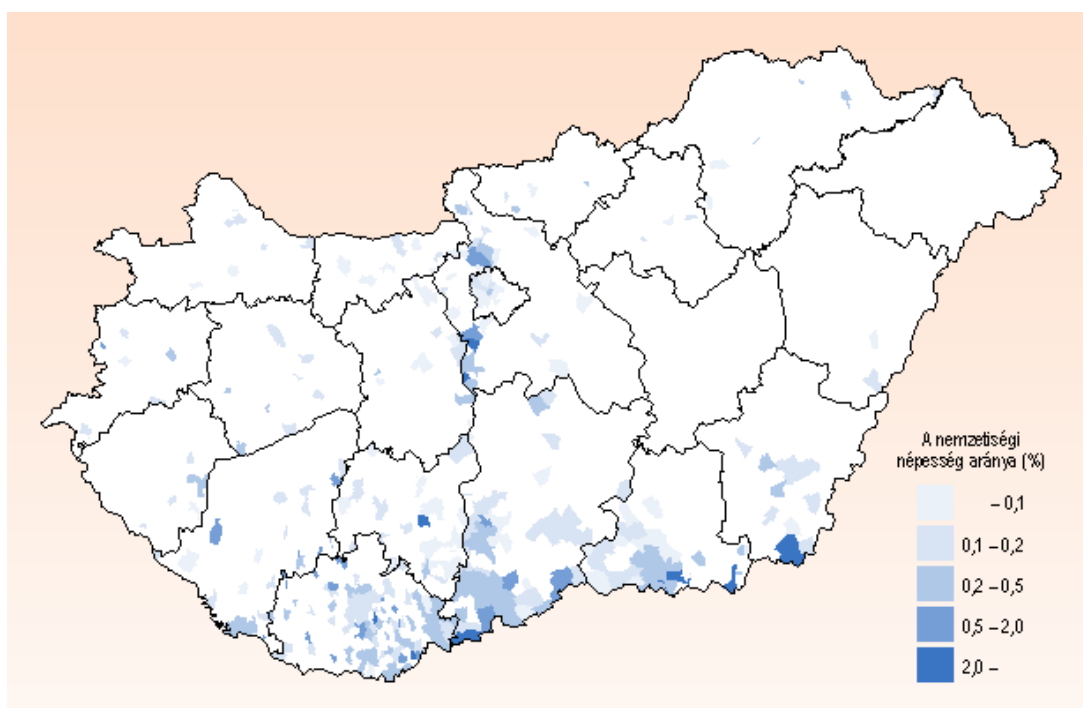 A nemzetiségi
népesség aránya (%)
– 0,1
0,1 – 0,2
0,2 – 0,5
0,5 – 2,0
2,0 –